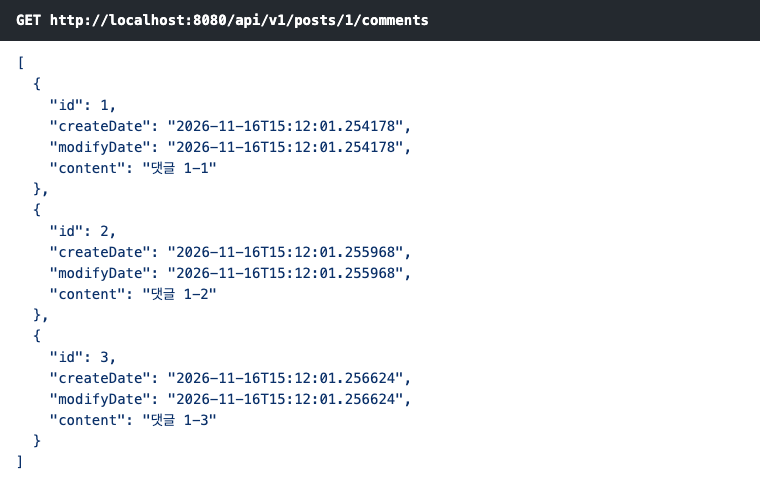 GET http://localhost:8080/api/v1/posts/1/comments
[
  {
    "id": 1,
    "createDate": "2026-11-16T15:12:01.254178",
    "modifyDate": "2026-11-16T15:12:01.254178",
    "content": "댓글 1-1"
  },
  {
    "id": 2,
    "createDate": "2026-11-16T15:12:01.255968",
    "modifyDate": "2026-11-16T15:12:01.255968",
    "content": "댓글 1-2"
  },
  {
    "id": 3,
    "createDate": "2026-11-16T15:12:01.256624",
    "modifyDate": "2026-11-16T15:12:01.256624",
    "content": "댓글 1-3"
  }
]